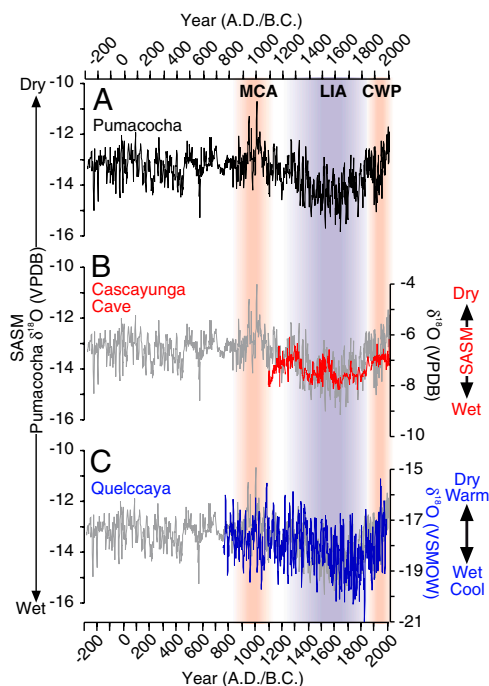 Year (A.D./B.C.)
-200 0 200 400 600 800 1000 1200 1400 1600 1800 2000
Dry
-10
-12
-14
-16
A
Pumacocha
MCA
LIA
CWP
SASM
Pumacocha δ¹⁸O (VPDB)
-10
-12
-14
-16
B
Cascayunga
Cave
-4
-6
-8
-10
δ¹⁸O (VPDB)
Dry
SASM
Wet
-10
-12
-14
-16
C
Quelccaya
-15
-17
-19
-21
δ¹⁸O (VSMOW)
Dry
Warm
Wet
Cool
Wet
-200 0 200 400 600 800 1000 1200 1400 1600 1800 2000
Year (A.D./B.C.)